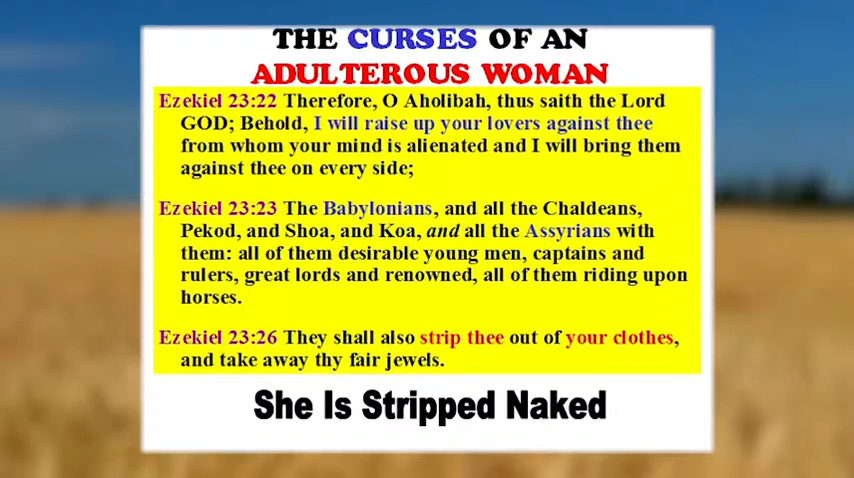 THE CURSES OF AN
ADULTEROUS WOMAN
Ezekiel 23:22 Therefore, O Aholibah, thus saith the Lord
GOD; Behold, I will raise up your lovers against thee
from whom your mind is alienated and I will bring them
against thee on every side;
Ezekiel 23:23 The Babylonians, and all the Chaldeans,
Pekod, and Shoa, and Koa, and all the Assyrians with
them: all of them desirable young men, captains and
rulers, great lords and renowned, all of them riding upon
horses.
Ezekiel 23:26 They shall also strip thee out of your clothes,
and take away thy fair jewels.
She Is Stripped Naked